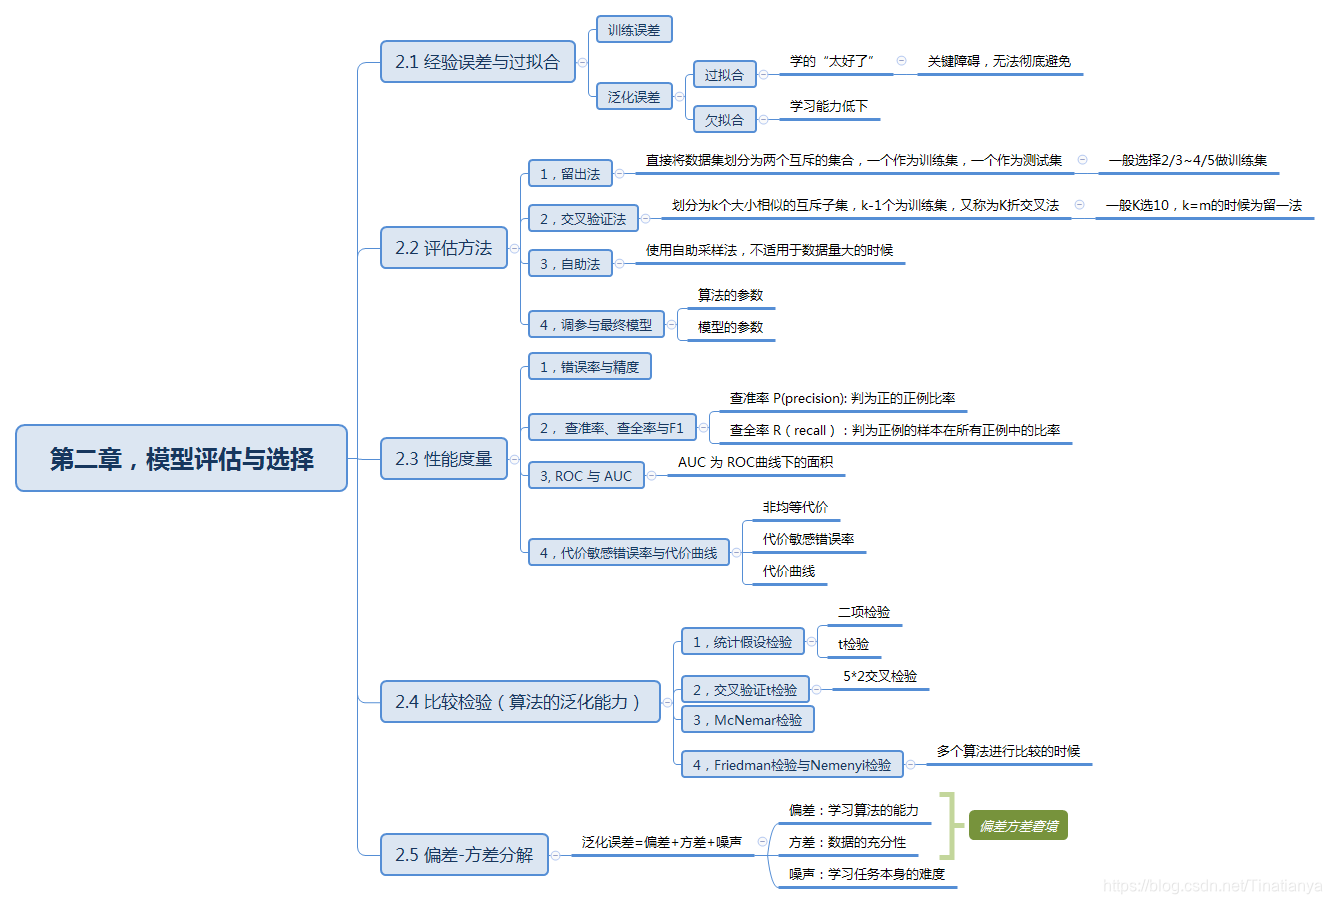 第二章，模型评估与选择
2.1 经验误差与过拟合
训练误差
泛化误差
过拟合
学的“太好了”
关键障碍，无法彻底避免
欠拟合
学习能力低下
2.2 评估方法
1，留出法
直接将数据集划分为两个互斥的集合，一个作为训练集，一个作为测试集
一般选择2/3~4/5做训练集
2，交叉验证法
划分为k个大小相似的互斥子集，k-1个为训练集，又称为K折交叉法
一般K选10，k=m的时候为留一法
3，自助法
使用自助采样法，不适用于数据量大的时候
4，调参与最终模型
算法的参数
模型的参数
2.3 性能度量
1，错误率与精度
2， 查准率、查全率与F1
查准率 P(precision): 判为正的正例比率
查全率 R（recall）：判为正例的样本在所有正例中的比率
3, ROC 与 AUC
AUC 为 ROC曲线下的面积
4，代价敏感错误率与代价曲线
非均等代价
代价敏感错误率
代价曲线
2.4 比较检验（算法的泛化能力）
1，统计假设检验
二项检验
t检验
2，交叉验证t检验
5*2交叉检验
3，McNemar检验
4，Friedman检验与Nemenyi检验
多个算法进行比较的时候
2.5 偏差-方差分解
泛化误差=偏差+方差+噪声
偏差：学习算法的能力
方差：数据的充分性
噪声：学习任务本身的难度
偏差方差窘境
https://blog.csdn.net/Tinatianya